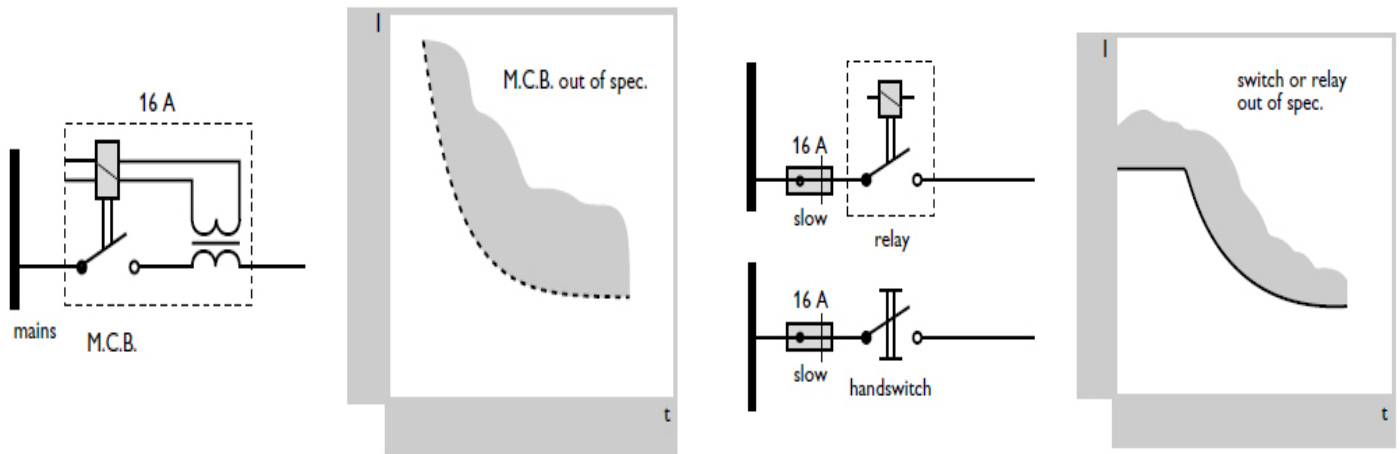 16 A
mains
M.C.B.
I
M.C.B. out of spec.
t
16 A
slow
relay
16 A
slow
handswitch
I
switch or relay
out of spec.
t